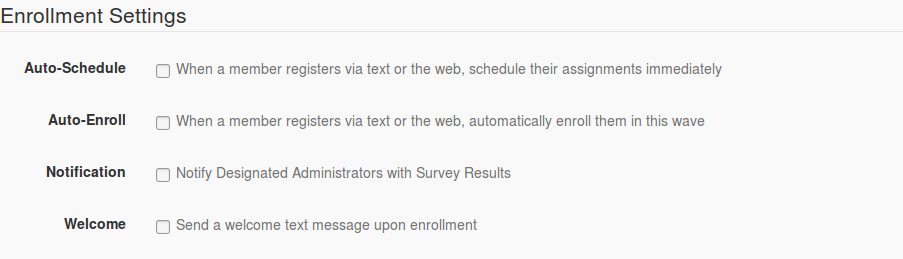 Enrollment Settings
Auto-Schedule When a member registers via text or the web, schedule their assignments immediately
Auto-Enroll When a member registers via text or the web, automatically enroll them in this wave
Notification Notify Designated Administrators with Survey Results
Welcome Send a welcome text message upon enrollment